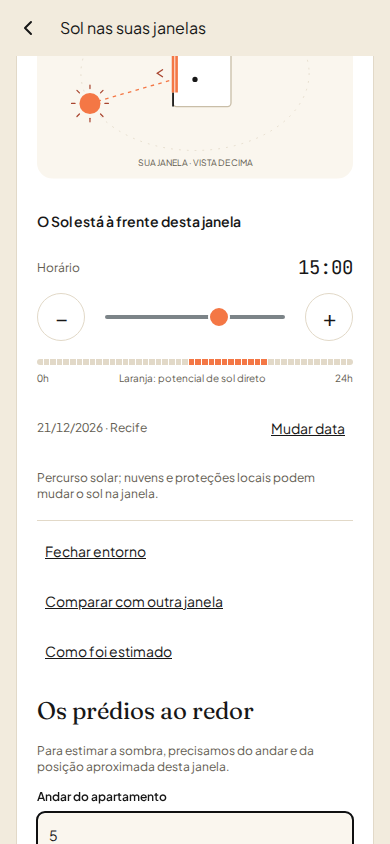 Sol nas suas janelas
SUA JANELA · VISTA DE CIMA
O Sol está à frente desta janela
Horário
15:00
−
+
0h
Laranja: potencial de sol direto
24h
21/12/2026 · Recife
Mudar data
Percurso solar; nuvens e proteções locais podem
mudar o sol na janela.
Fechar entorno
Comparar com outra janela
Como foi estimado
Os prédios ao redor
Para estimar a sombra, precisamos do andar e da
posição aproximada desta janela.
Andar do apartamento
5